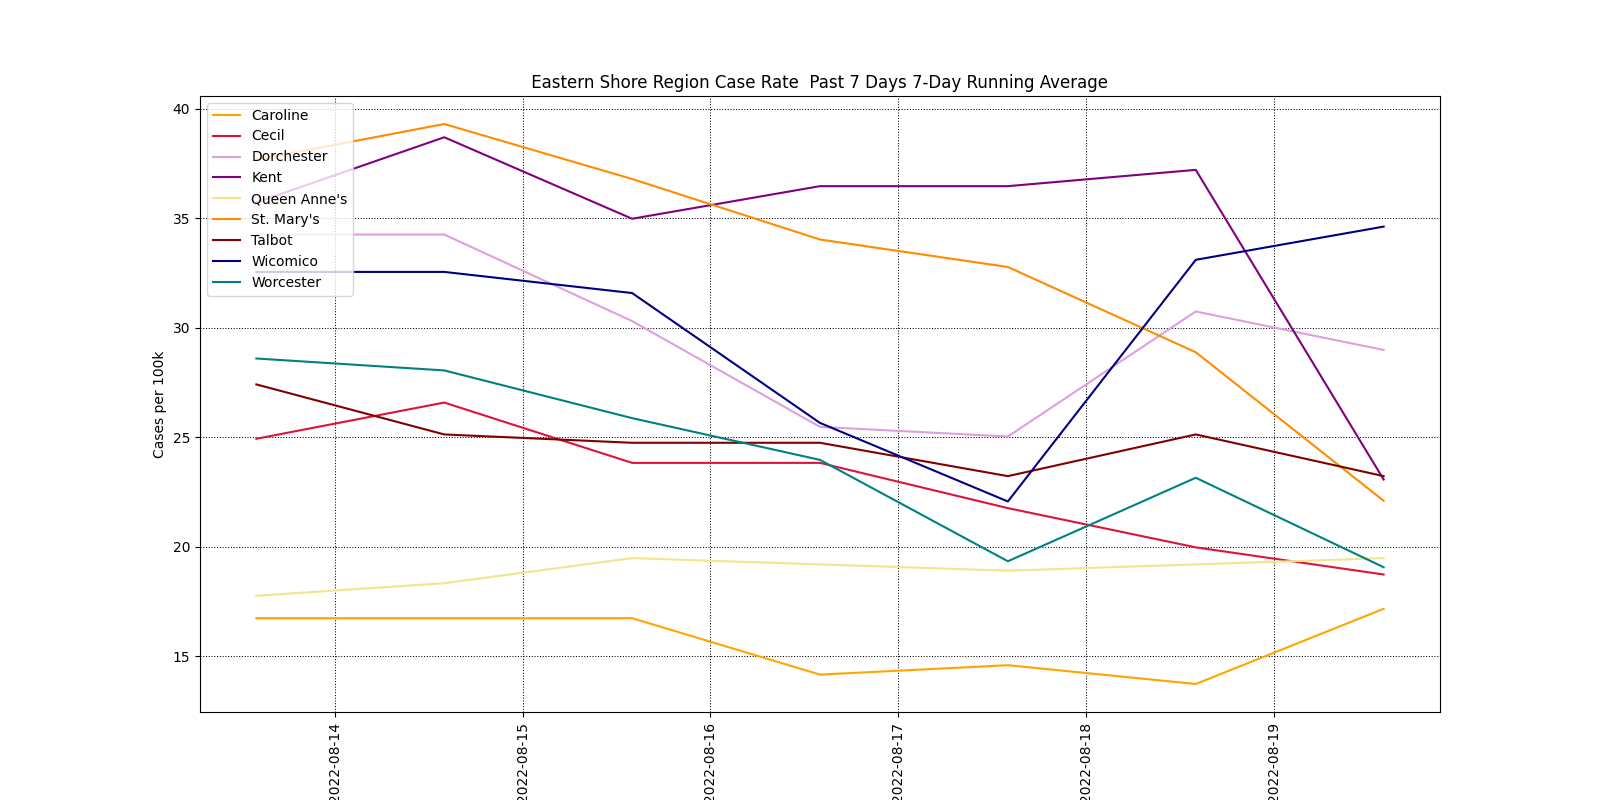 Eastern Shore Region Case Rate  Past 7 Days 7-Day Running Average
Caroline
Cecil
Dorchester
Kent
Queen Anne's
St. Mary's
Talbot
Wicomico
Worcester
Cases per 100k
40
35
30
25
20
15
2022-08-14
2022-08-15
2022-08-16
2022-08-17
2022-08-18
2022-08-19